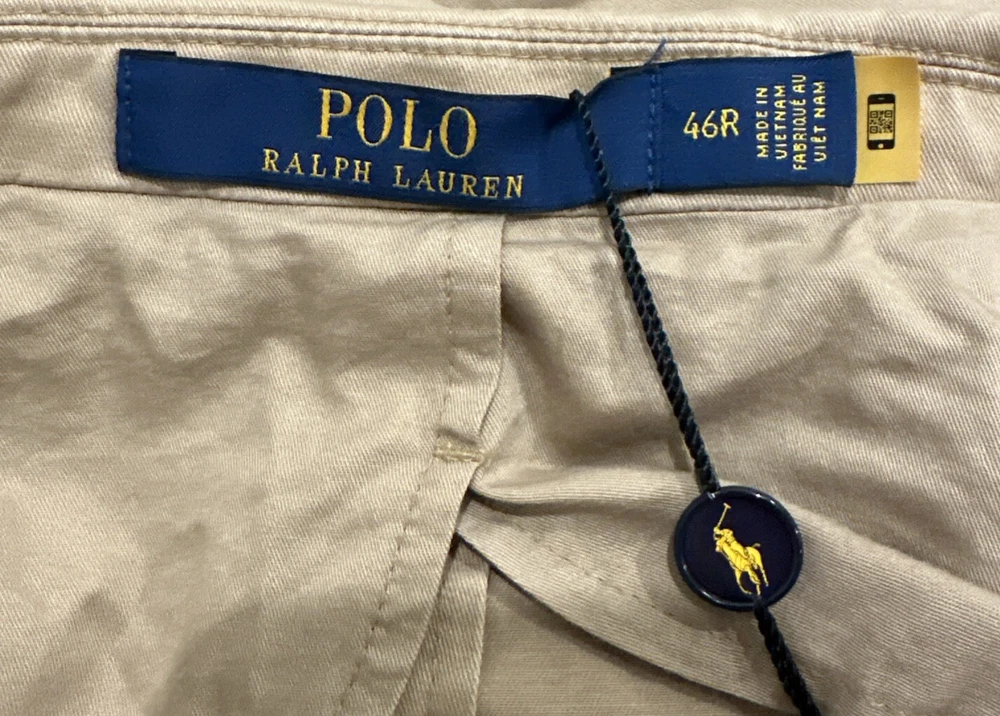 POLO
RALPH LAUREN
46R
MADE IN
VIETNAM
FABRIQUÉ AU
VIÊT NAM